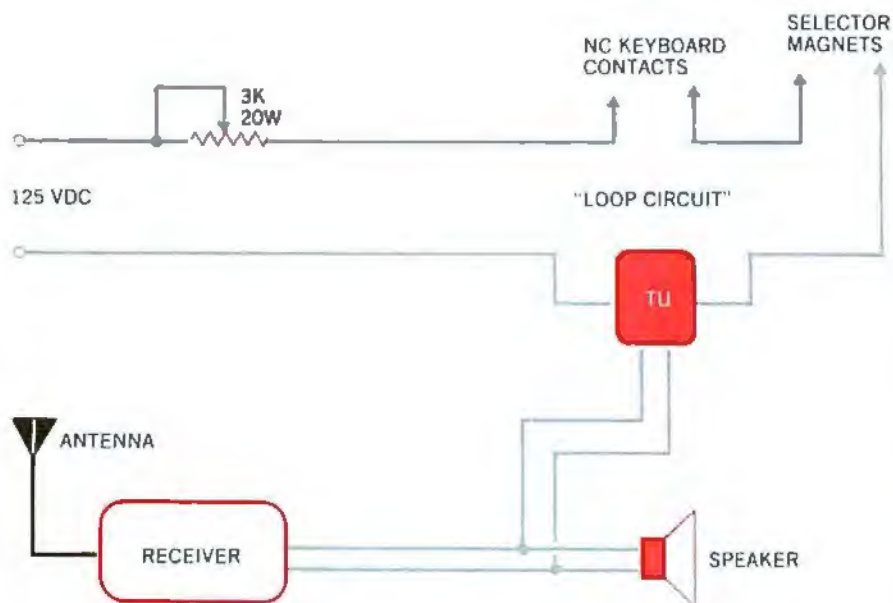 SELECTOR
MAGNETS
NC KEYBOARD
CONTACTS
3K
20W
125 VDC
"LOOP CIRCUIT"
TU
ANTENNA
RECEIVER
SPEAKER